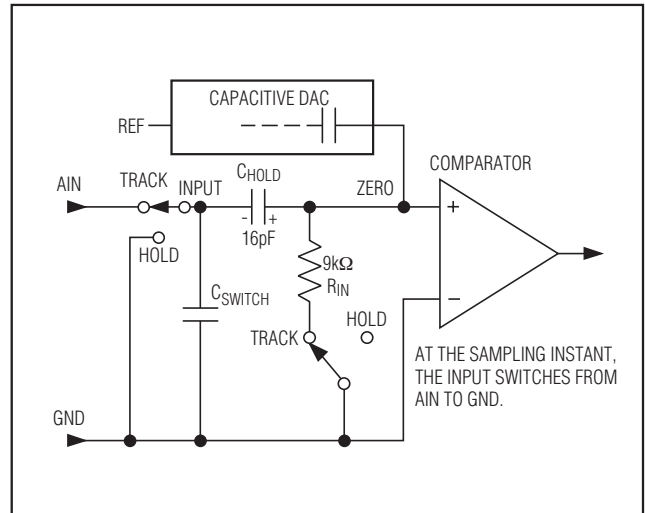 CAPACITIVE DAC
REF
COMPARATOR
AIN
TRACK
INPUT
CHOLD
ZERO
+
- +
16pF
HOLD
9kΩ
RIN
CSWITCH
−
TRACK
HOLD
AT THE SAMPLING INSTANT,
THE INPUT SWITCHES FROM
AIN TO GND.
GND